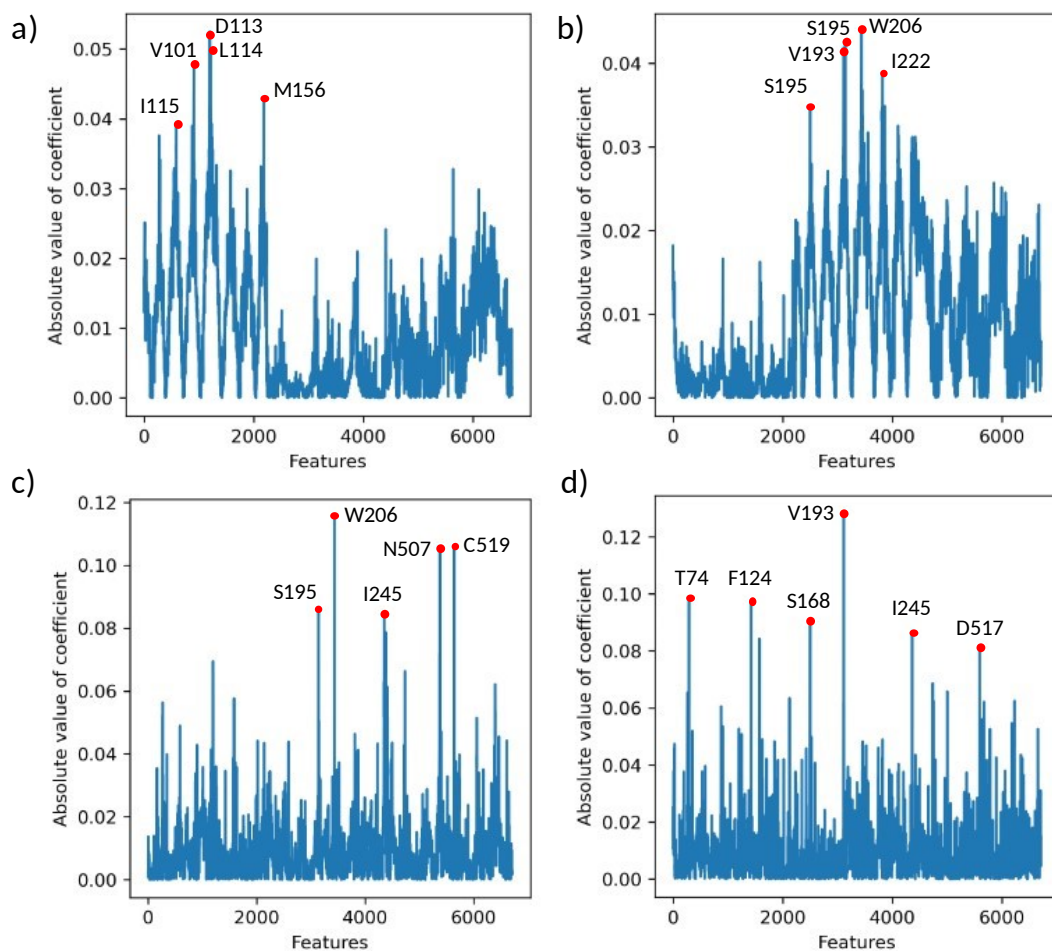 a)
Absolute value of coefficient
0.05
0.04
0.03
0.02
0.01
0.00
D113
V101
L114
I115
M156
0
2000
4000
6000
Features
b)
Absolute value of coefficient
0.04
0.03
0.02
0.01
0.00
S195
W206
V193
I222
S195
0
2000
4000
6000
Features
c)
Absolute value of coefficient
0.12
0.10
0.08
0.06
0.04
0.02
0.00
W206
N507
C519
S195
I245
0
2000
4000
6000
Features
d)
Absolute value of coefficient
0.12
0.10
0.08
0.06
0.04
0.02
0.00
V193
T74
F124
S168
I245
D517
0
2000
4000
6000
Features